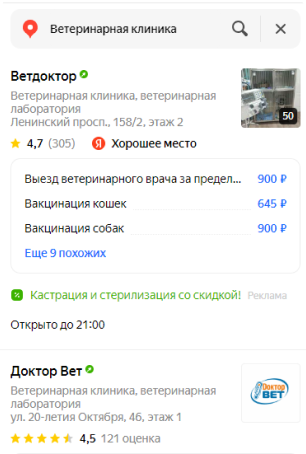 Ветеринарная клиника
Ветдоктор
Ветеринарная клиника, ветеринарная
лаборатория
Ленинский просп., 158/2, этаж 2
50
4,7 (305) Я Хорошее место
Выезд ветеринарного врача за предел... 900 ₽
Вакцинация кошек 645 ₽
Вакцинация собак 900 ₽
Еще 9 похожих
% Кастрация и стерилизация со скидкой! Реклама
Открыто до 21:00
Доктор Вет
Ветеринарная клиника, ветеринарная
лаборатория
ул. 20-летия Октября, 46, этаж 1
Доктор
ВЕТ
4,5 121 оценка